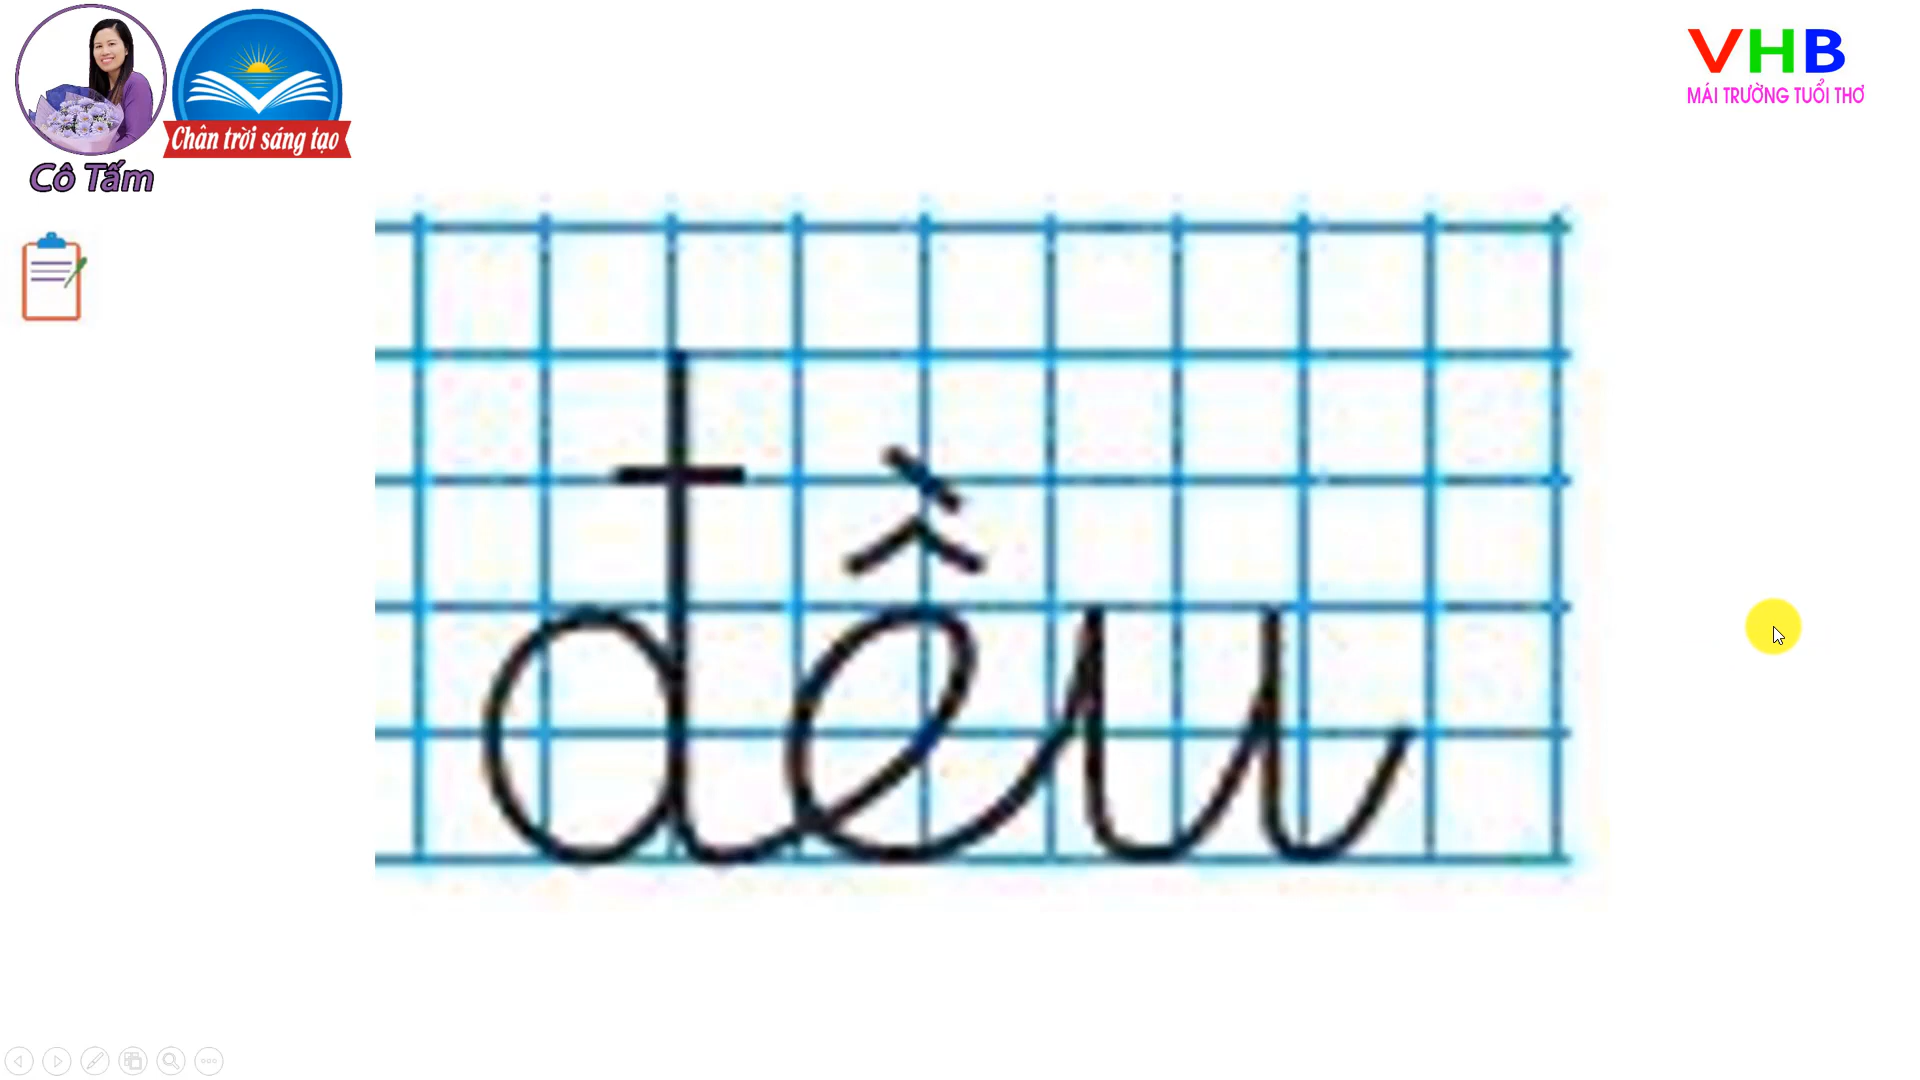 Cô Tấm
Chân trời sáng tạo
VHB
MÁI TRƯỜNG TUỔI THƠ
đều